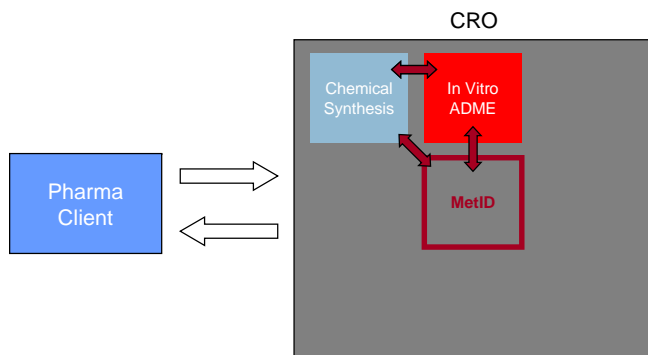 CRO
Chemical
Synthesis
In Vitro
ADME
Pharma
Client
MetID